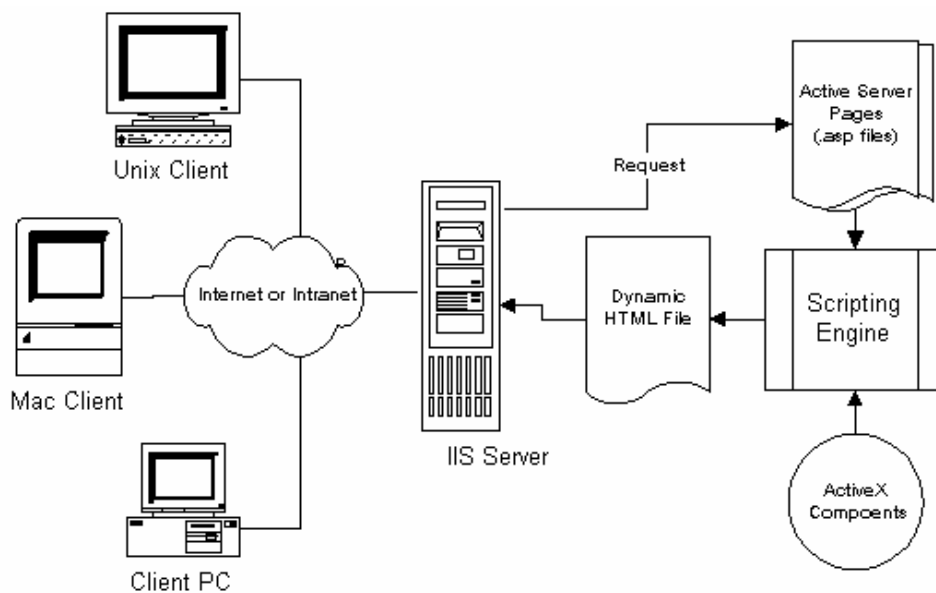 Unix Client
Mac Client
Internet or Intranet
P
Client PC
IIS Server
Request
Active Server
Pages
(.asp files)
Dynamic
HTML File
Scripting
Engine
ActiveX
Compoents